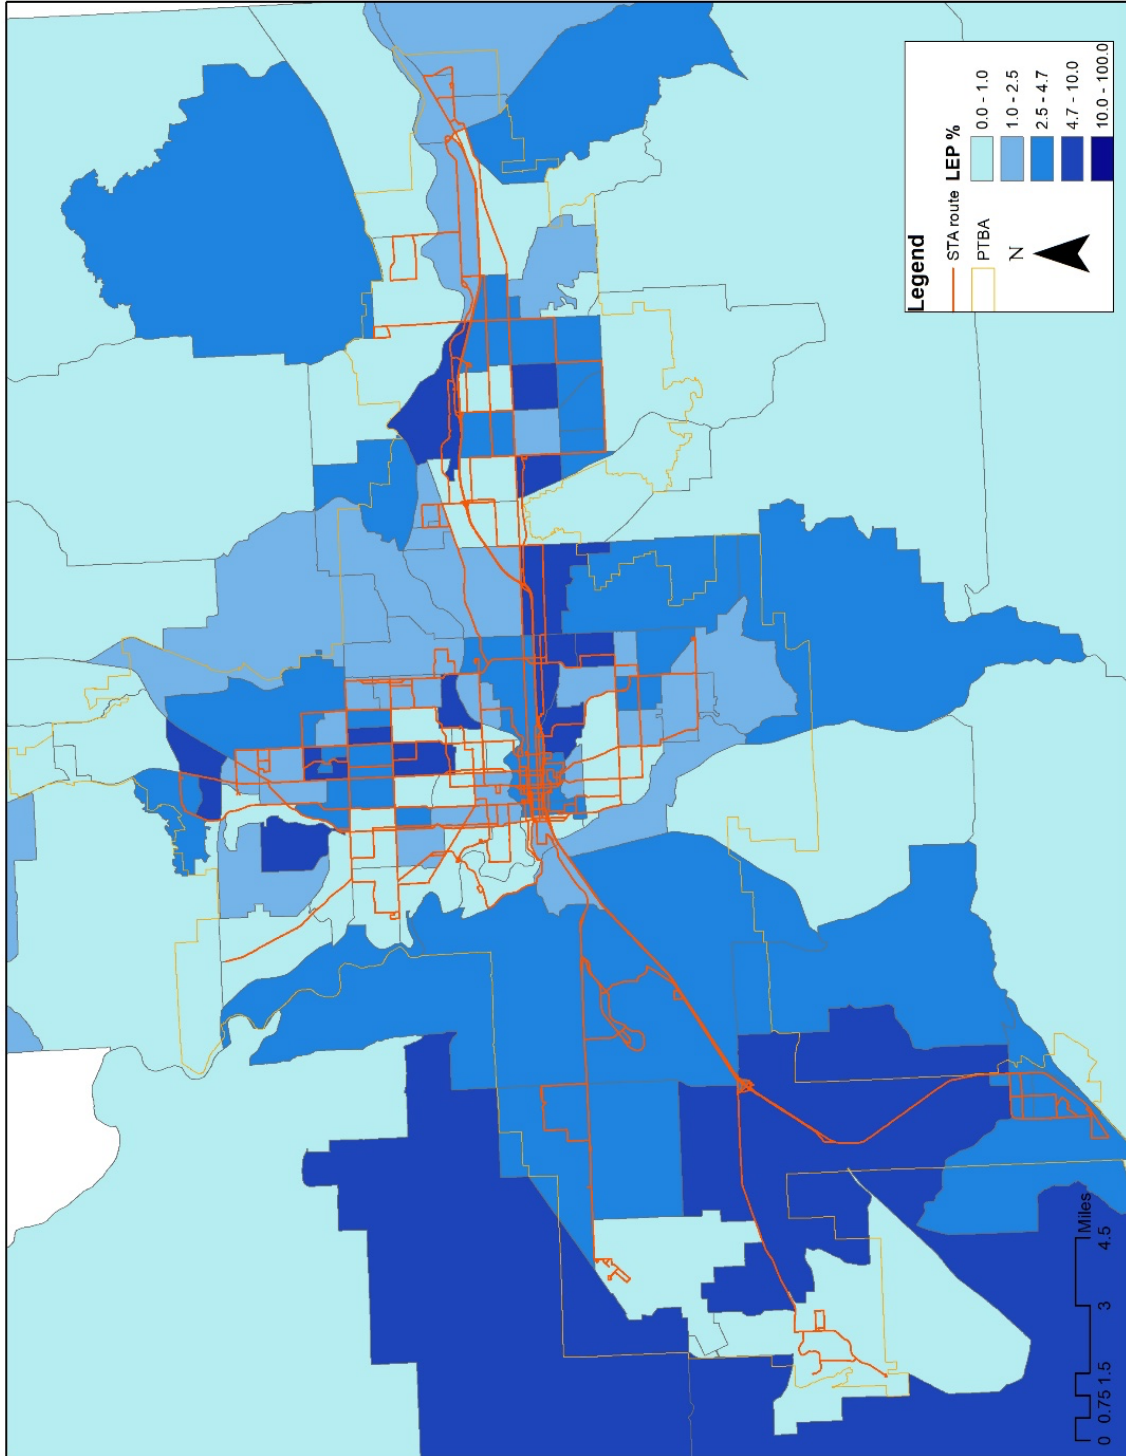 Legend
STA route
PTBA
N
LEP %
0.0 - 1.0
1.0 - 2.5
2.5 - 4.7
4.7 - 10.0
10.0 - 100.0
0 0.75 1.5 3 4.5
Miles